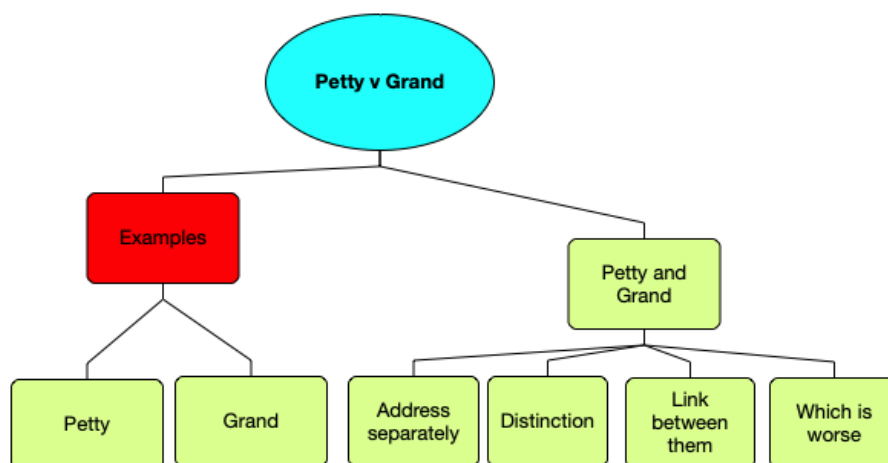 Petty v Grand
Examples
Petty and
Grand
Petty
Grand
Address
separately
Distinction
Link
between
them
Which is
worse